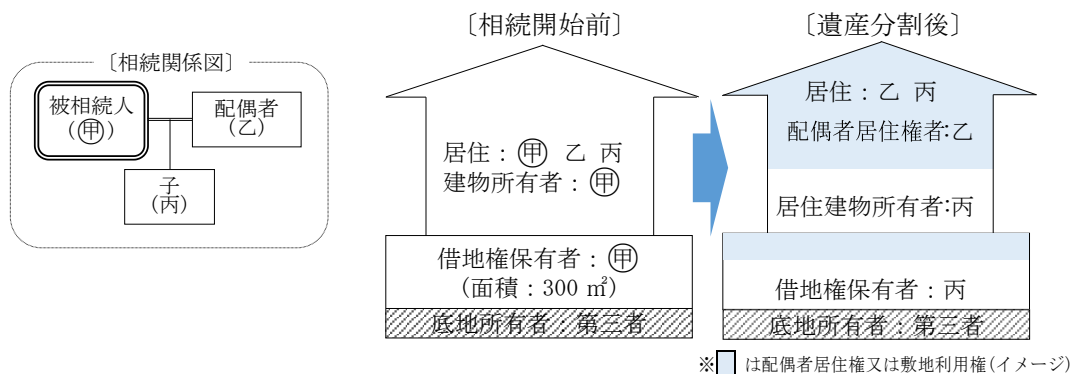 〔相続関係図〕
被相続人
(甲)
配偶者
(乙)
子
(丙)
〔相続開始前〕
居住：甲 乙 丙
建物所有者：甲
借地権保有者：甲
(面積：300 ㎡)
底地所有者：第三者
〔遺産分割後〕
居住：乙 丙
配偶者居住権者:乙
居住建物所有者:丙
借地権保有者：丙
底地所有者：第三者
※ は配偶者居住権又は敷地利用権(イメージ)